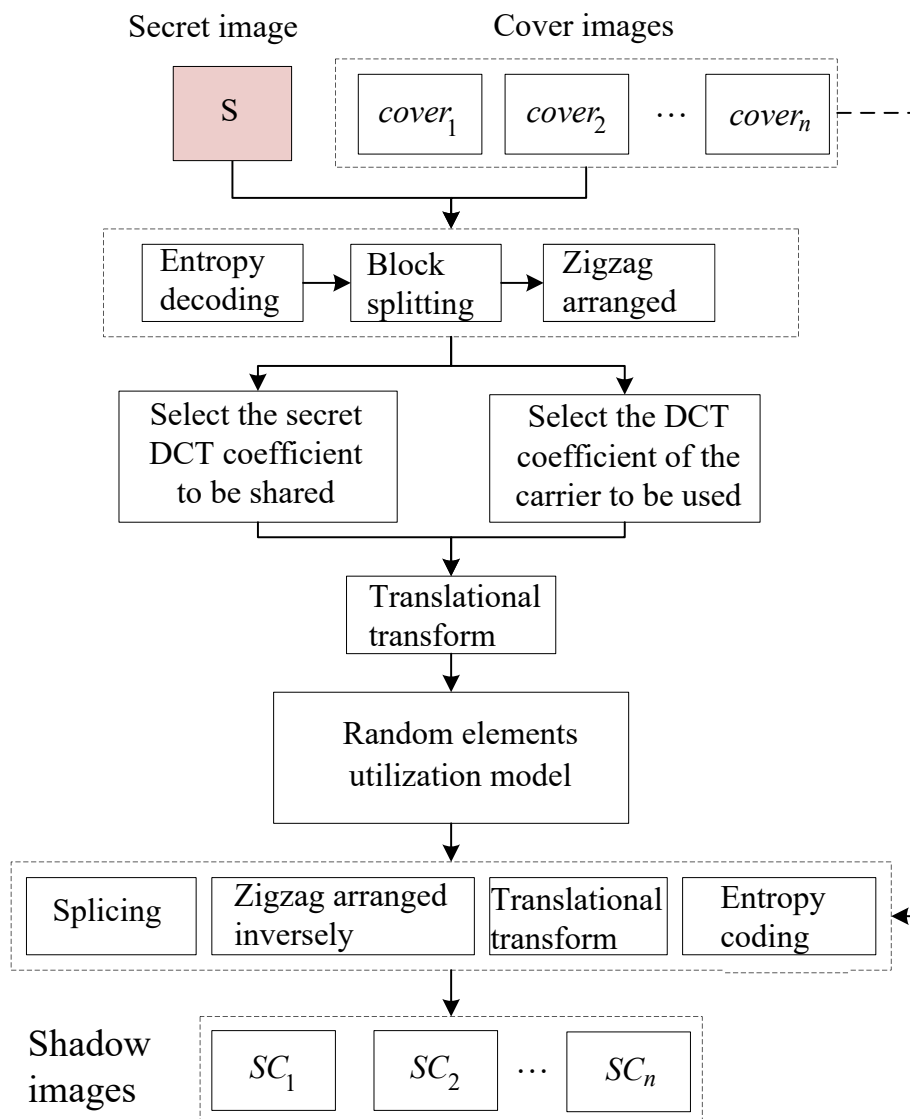 Secret image
Cover images
S
cover1
cover2
...
covern
Entropy
decoding
Block
splitting
Zigzag
arranged
Select the secret
DCT coefficient
to be shared
Select the DCT
coefficient of the
carrier to be used
Translational
transform
Random elements
utilization model
Splicing
Zigzag arranged
inversely
Translational
transform
Entropy
coding
Shadow
images
SC1
SC2
...
SCn